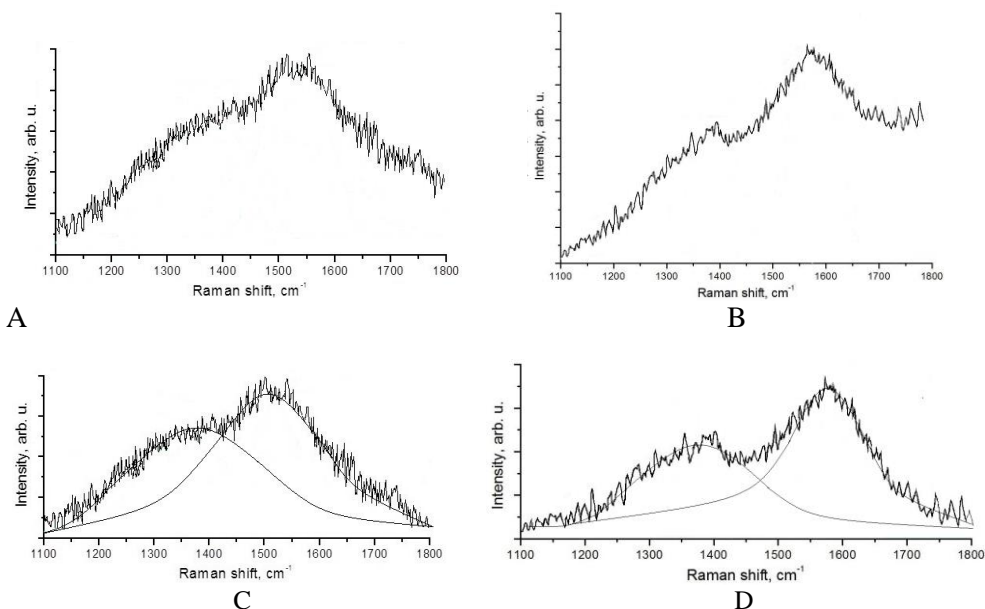 Intensity, arb. u.
1100 1200 1300 1400 1500 1600 1700 1800
Raman shift, cm⁻¹
A
Intensity, arb. u.
1100 1200 1300 1400 1500 1600 1700 1800
Raman shift, cm⁻¹
B
Intensity, arb. u.
1100 1200 1300 1400 1500 1600 1700 1800
Raman shift, cm⁻¹
C
Intensity, arb. u.
1100 1200 1300 1400 1500 1600 1700 1800
Raman shift, cm⁻¹
D